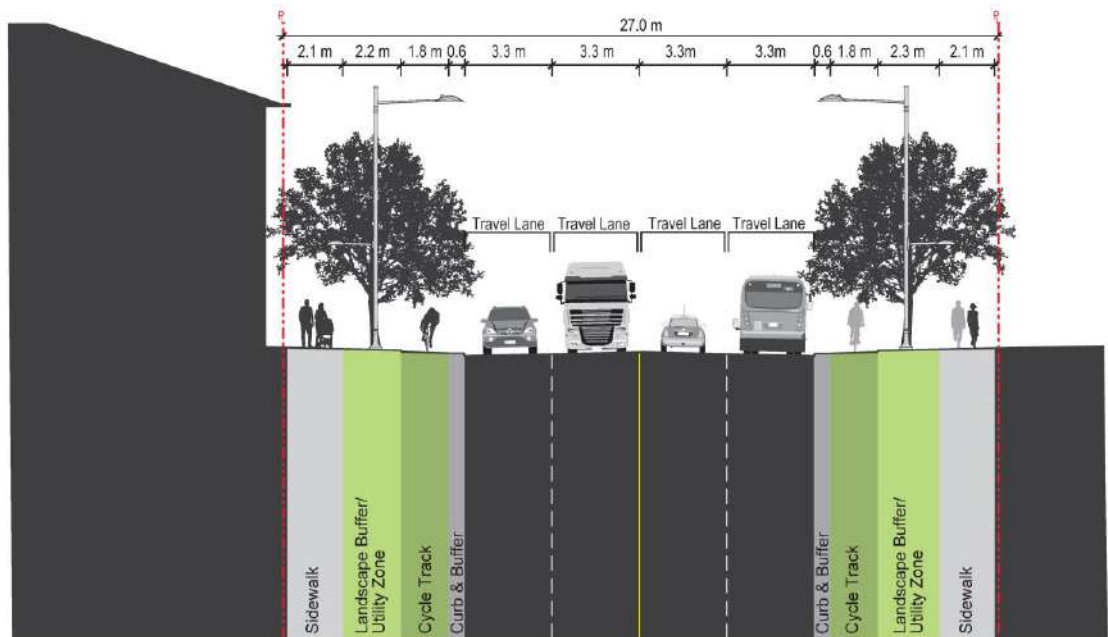 P P
27.0 m
2.1 m 2.2 m 1.8 m 0.6 3.3 m 3.3 m 3.3 m 3.3m 0.6 1.8 m 2.3 m 2.1 m
Travel Lane Travel Lane Travel Lane Travel Lane
Sidewalk
Landscape Buffer/
Utility Zone
Cycle Track
Curb & Buffer
Curb & Buffer
Cycle Track
Landscape Buffer/
Utility Zone
Sidewalk